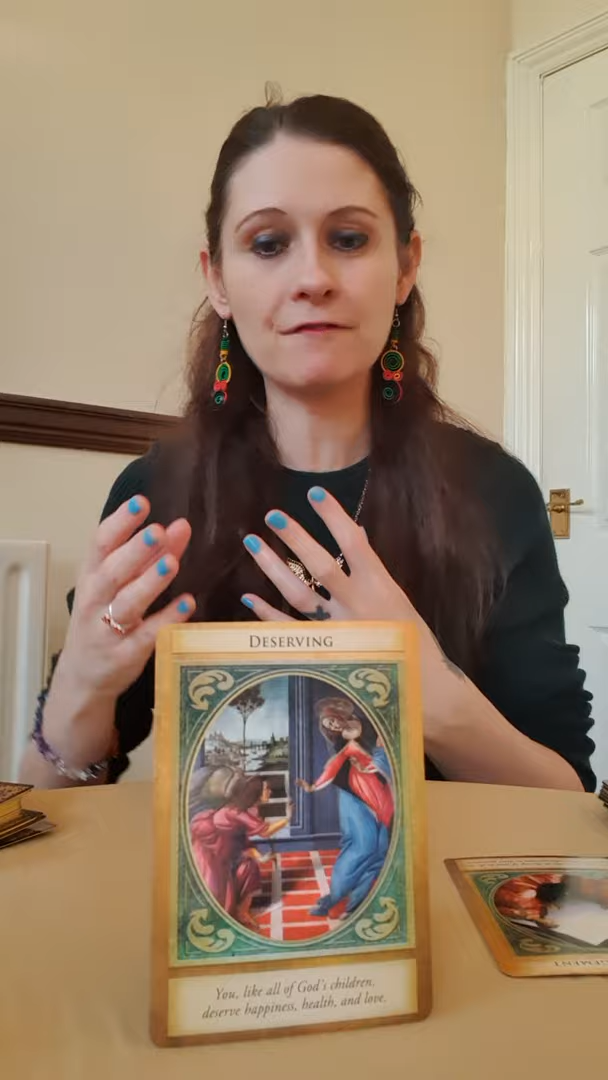 DESERVING
You, like all of God's children,
deserve happiness, health, and love.